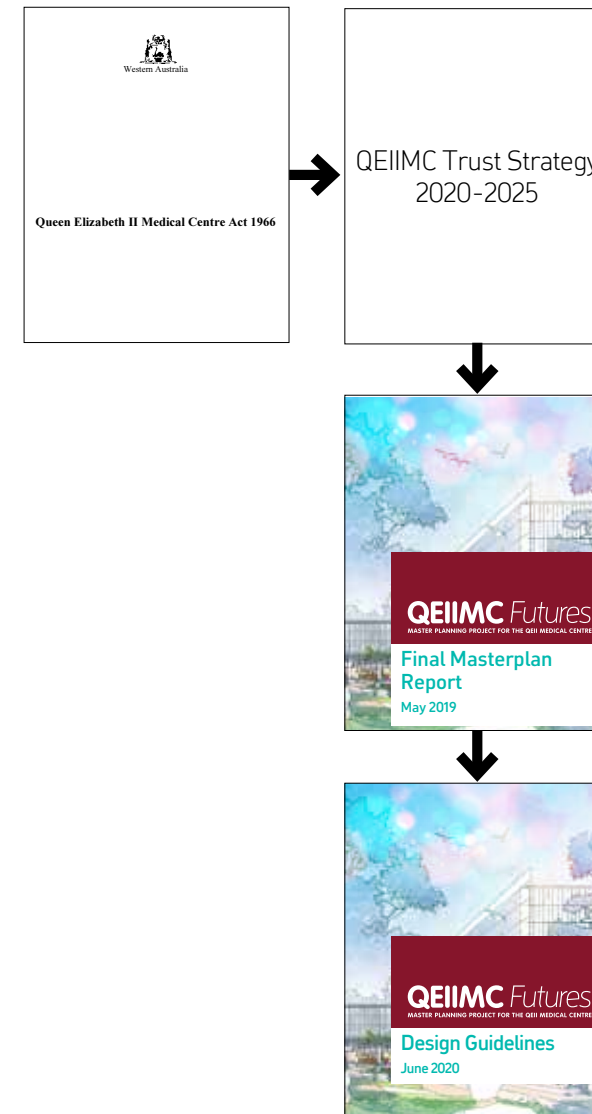 Western Australia
Queen Elizabeth II Medical Centre Act 1966
QEIIMC Trust Strategy
2020-2025
QEIIMC Futures
MASTER PLANNING PROJECT FOR THE QEII MEDICAL CENTRE
Final Masterplan
Report
May 2019
QEIIMC Futures
MASTER PLANNING PROJECT FOR THE QEII MEDICAL CENTRE
Design Guidelines
June 2020